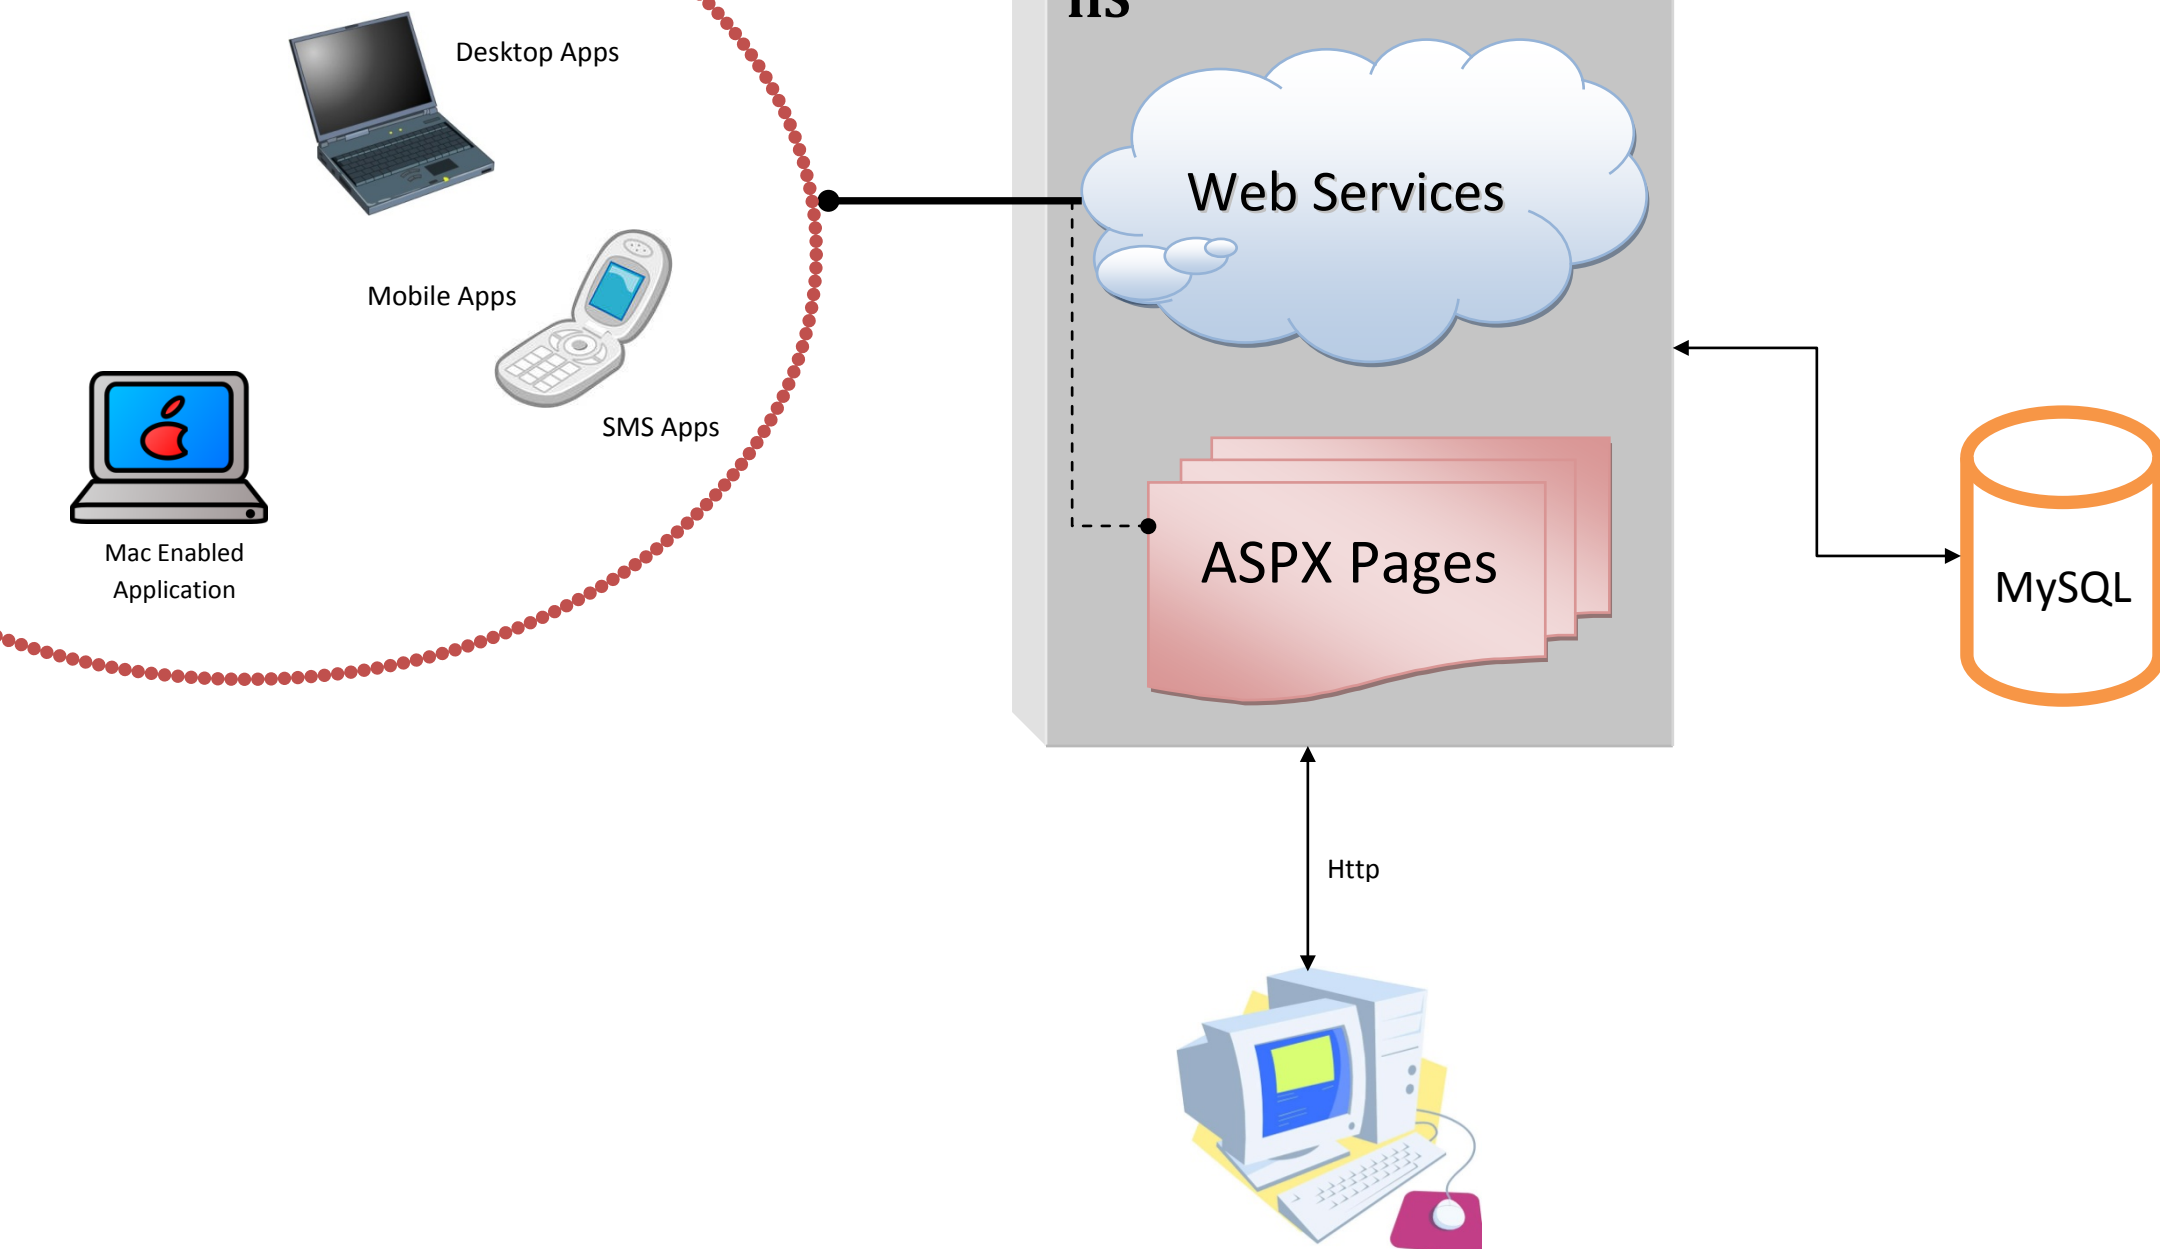 Desktop Apps
Web Services
Mobile Apps
SMS Apps
Mac Enabled
Application
ASPX Pages
MySQL
Http